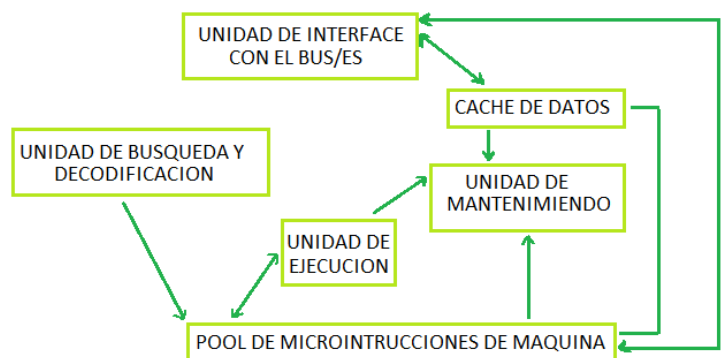 UNIDAD DE INTERFACE
CON EL BUS/ES
CACHE DE DATOS
UNIDAD DE BUSQUEDA Y
DECODIFICACION
UNIDAD DE
MANTENIMIENDO
UNIDAD DE
EJECUCION
POOL DE MICROINTRUCCIONES DE MAQUINA